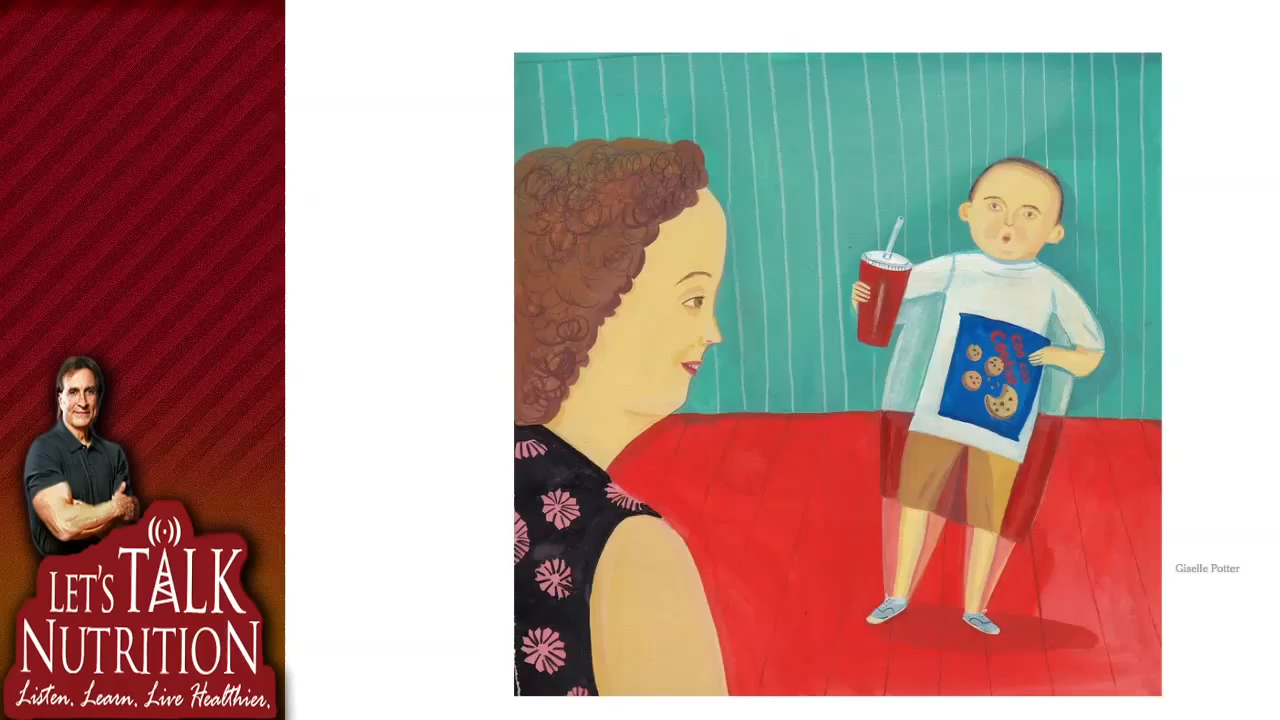 LET'S TALK
NUTRITION
Listen. Learn. Live Healthier.
Giselle Potter